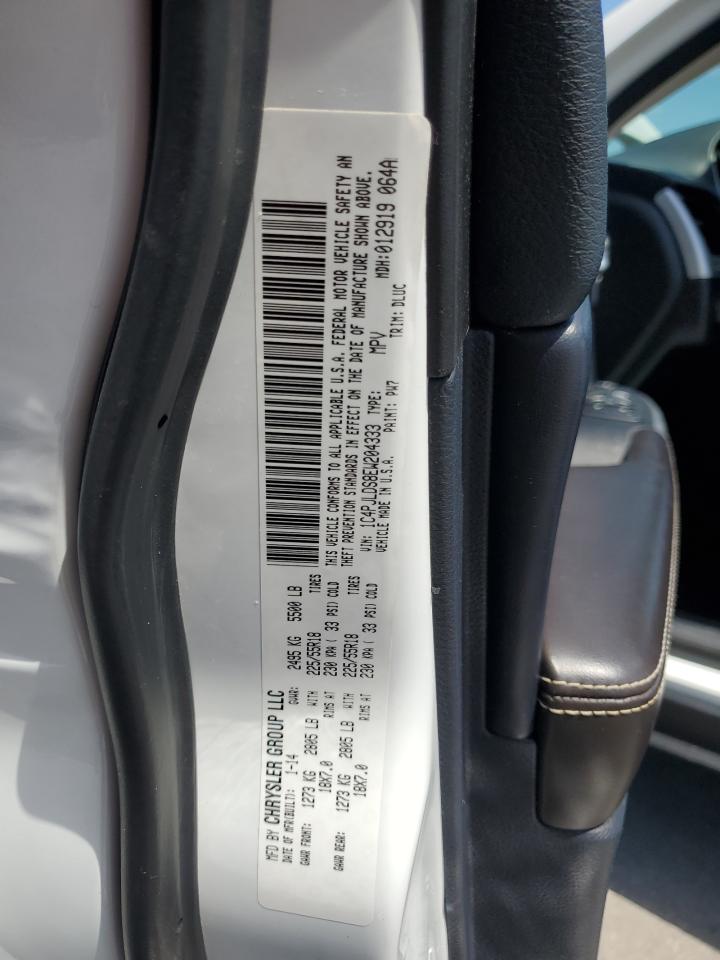 MFD BY CHRYSLER GROUP LLC
DATE OF MFR(BUILT): 1-14 GVWR: 2495 KG 5500 LB
GAWR FRONT: 1273 KG 2805 LB WITH 225/55R18 TIRES
18X7.0 RIMS AT 230 KPA ( 33 PSI) COLD
GAWR REAR: 1273 KG 2805 LB WITH 225/55R18 TIRES
18X7.0 RIMS AT 230 KPA ( 33 PSI) COLD
THIS VEHICLE CONFORMS TO ALL APPLICABLE U.S.A. FEDERAL MOTOR VEHICLE SAFETY AN
THEFT PREVENTION STANDARDS IN EFFECT ON THE DATE OF MANUFACTURE SHOWN ABOVE.
VIN: 1C4PJLDS8EW204333 TYPE: MPV MDH:012919 064A
VEHICLE MADE IN U.S.A. PAINT: PW7 TRIM: DLUC